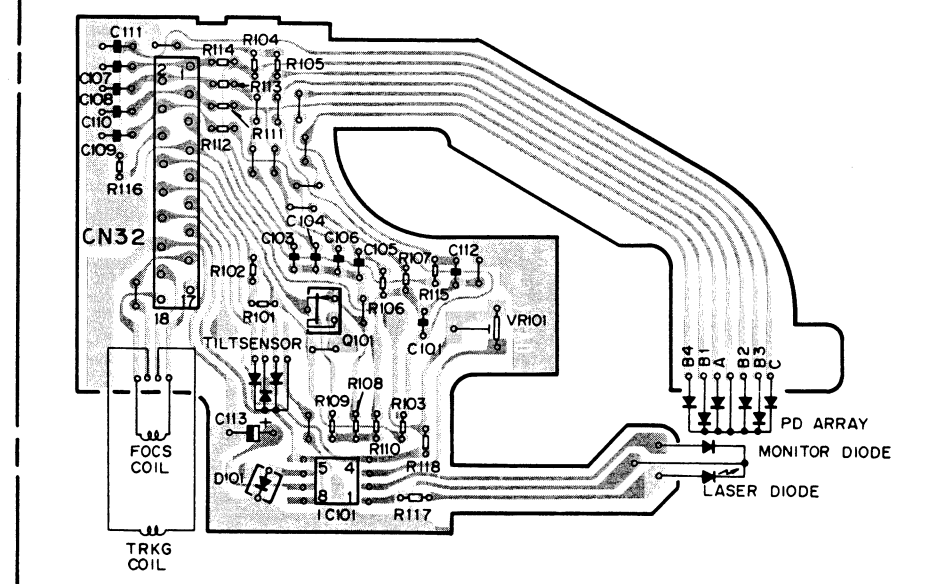 C111
R104
R114
R105
2 1
C107
R113
C108
C110
R111
R112
C109
R116
C104
CN32
C103 C106 C105
R107 C112
R102
R115
R106
R101
17
18
VR101
Q101
C101
TILTSENSOR
B4 B1 A B2 B3 C
R108
R109
R103
C113
+
PD ARRAY
R110
MONITOR DIODE
FOCS
COIL
R118
5 4
D101
LASER DIODE
8 1
IC101
R117
TRKG
COIL